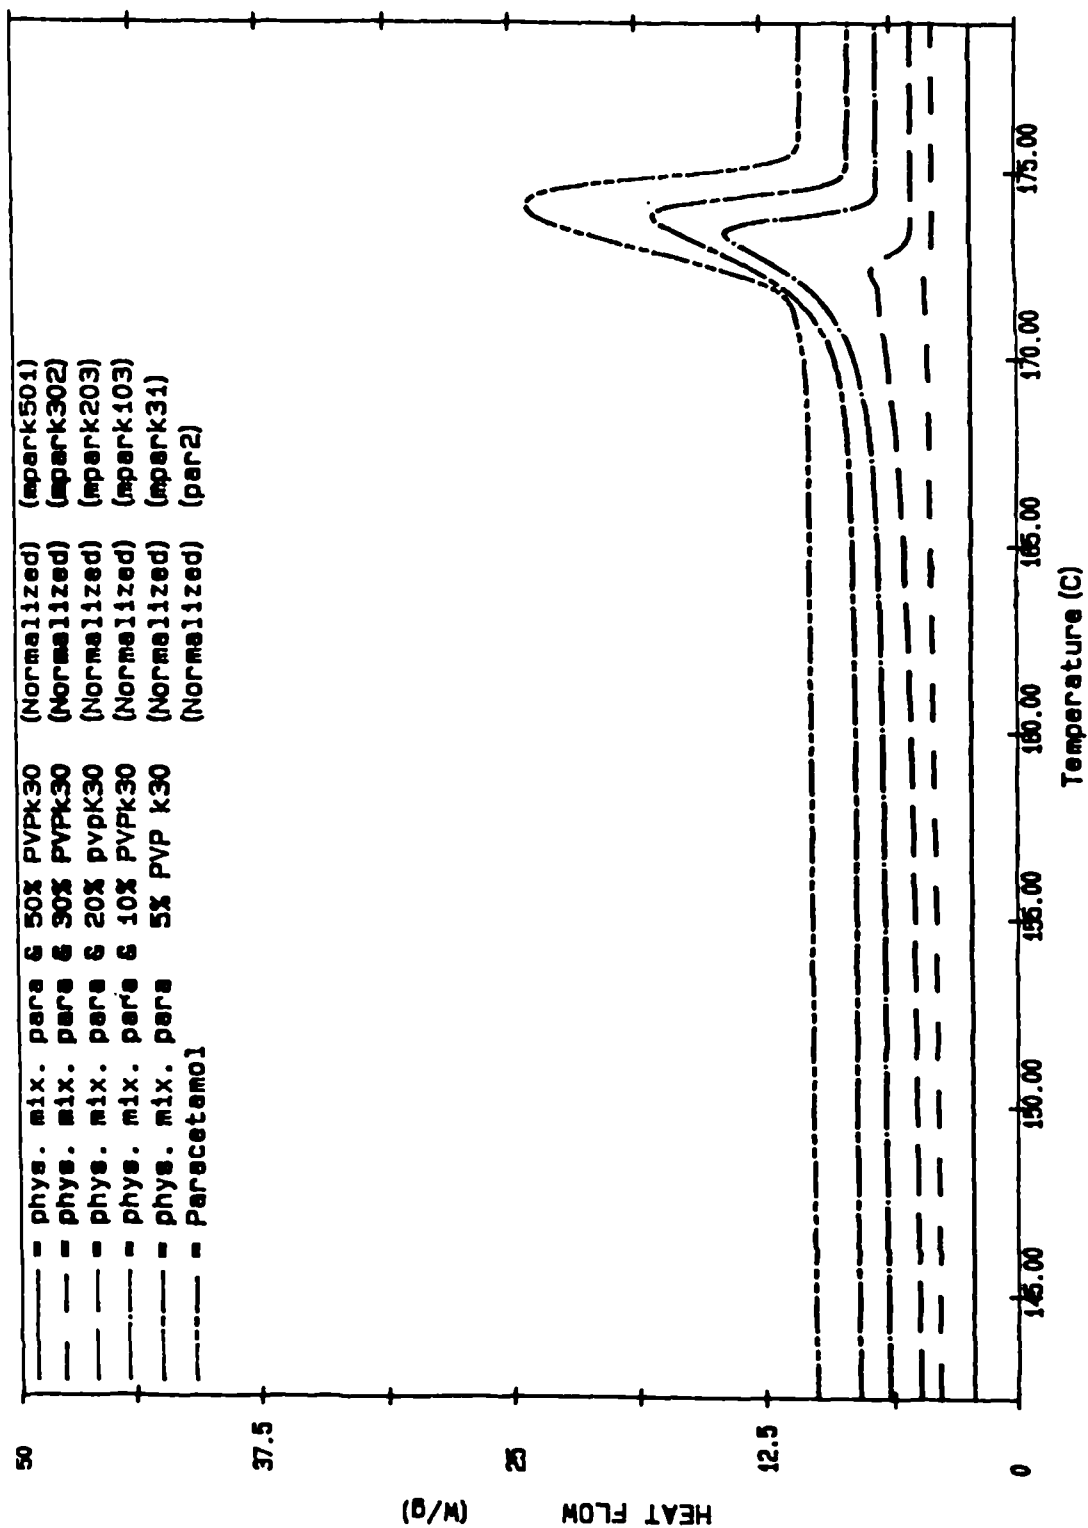 = phys. mix. para & 50% PVPK30 (Normalized) (mpark501)
= phys. mix. para & 30% PVPK30 (Normalized) (mpark302)
= phys. mix. para & 20% pvpK30 (Normalized) (mpark203)
= phys. mix. para & 10% PVPK30 (Normalized) (mpark103)
= phys. mix. para 5% PVP K30 (Normalized) (mpark31)
= Paracetamol (Normalized) (par2)
50
37.5
25
12.5
0
HEAT FLOW
(W/g)
145.00 150.00 155.00 160.00 165.00 170.00 175.00
Temperature (C)